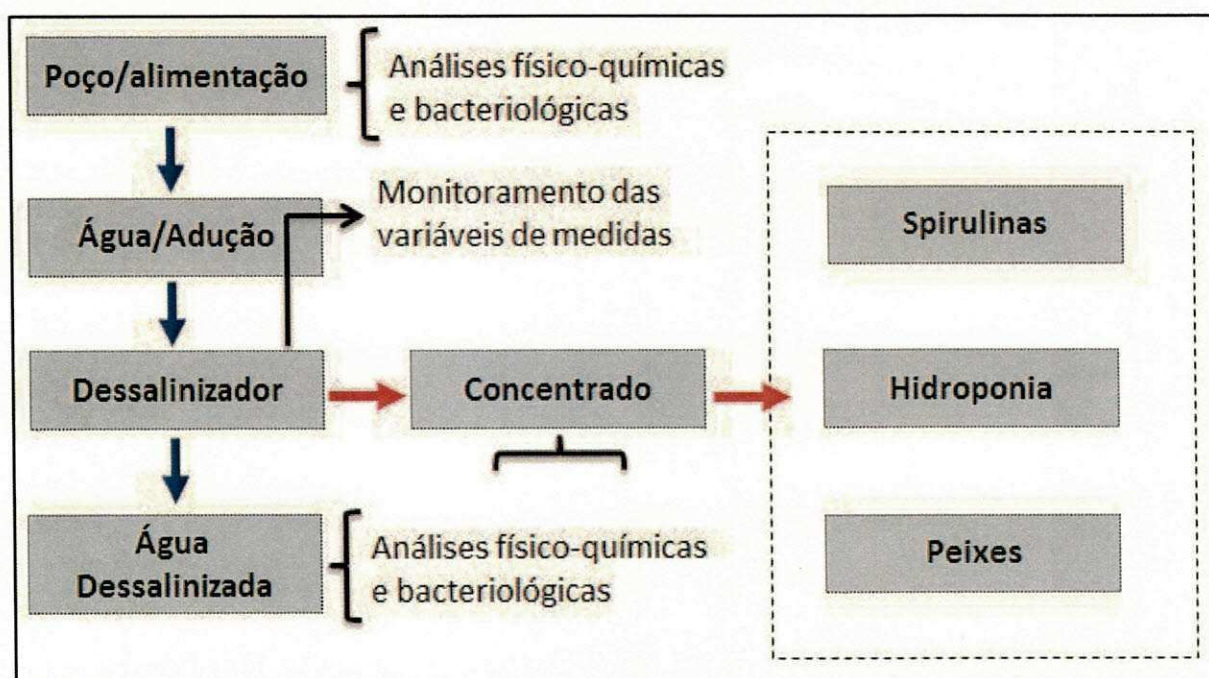 Poço/alimentação
Análises físico-químicas
e bacteriológicas
Água/Adução
Monitoramento das
variáveis de medidas
Dessalinizador
Concentrado
Água
Dessalinizada
Análises físico-químicas
e bacteriológicas
Spirulinas
Hidroponia
Peixes